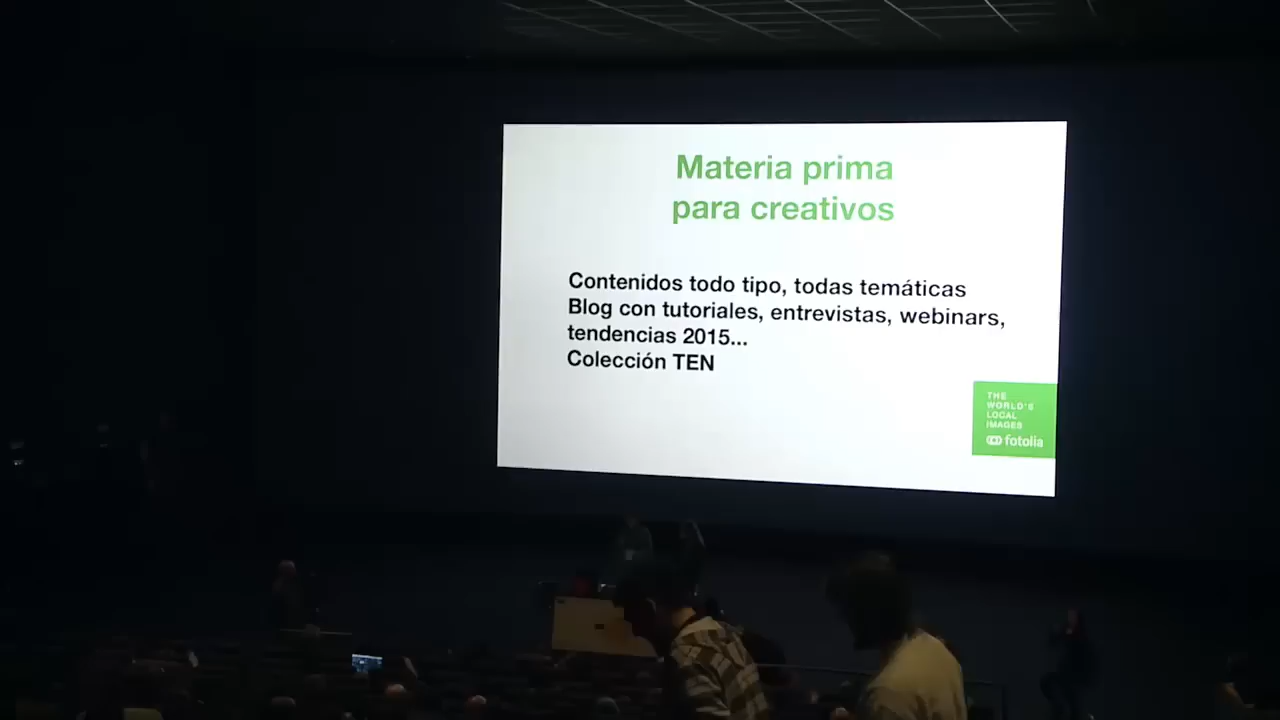 Materia prima
para creativos
Contenidos todo tipo, todas temáticas
Blog con tutoriales, entrevistas, webinars,
tendencias 2015...
Colección TEN
THE
WORLD'S
LOCAL
IMAGES
fotolia